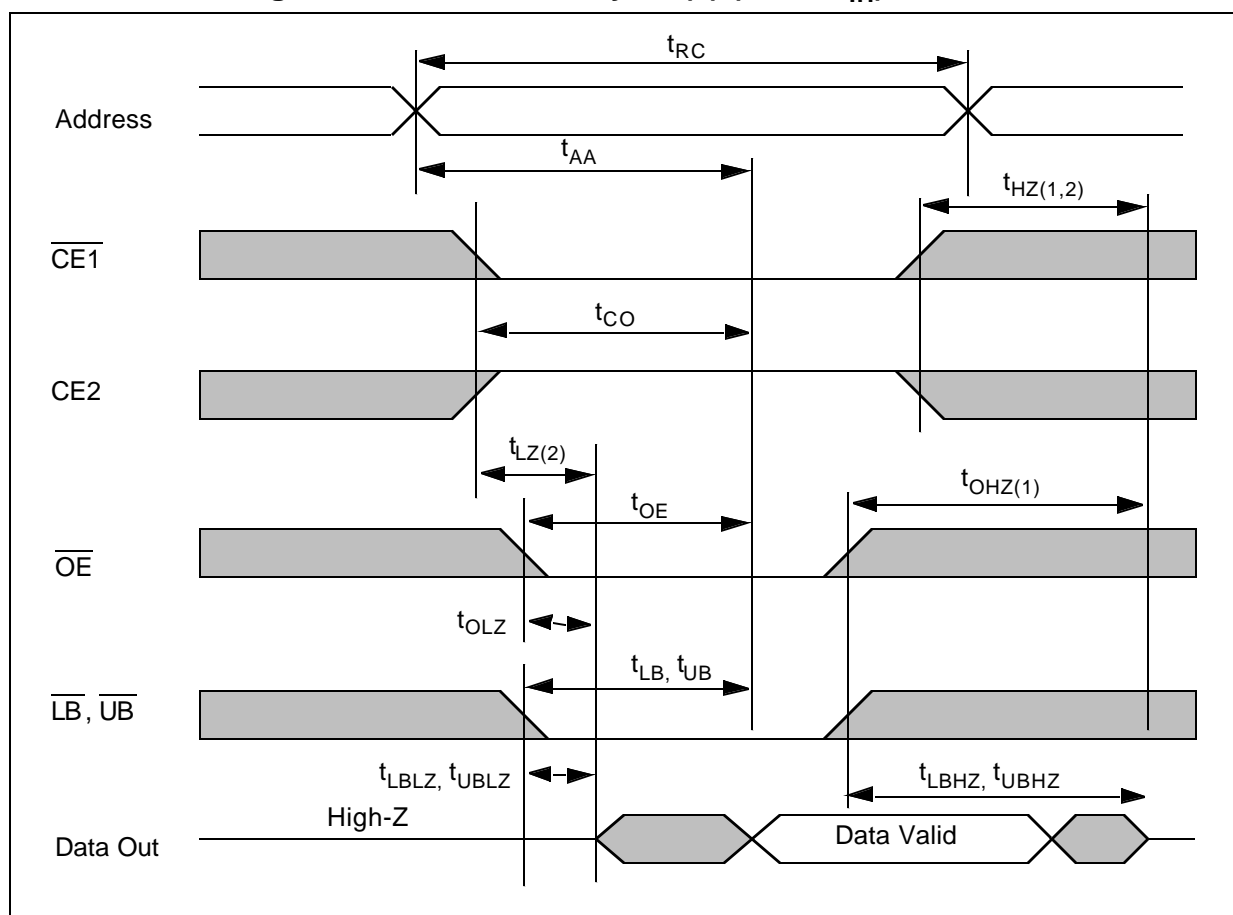 tRC
Address
tAA
tHZ(1,2)
CE1
tCO
CE2
tLZ(2)
tOHZ(1)
tOE
OE
tOLZ
tLB, tUB
LB, UB
tLBLZ, tUBLZ
tLBHZ, tUBHZ
High-Z
Data Valid
Data Out